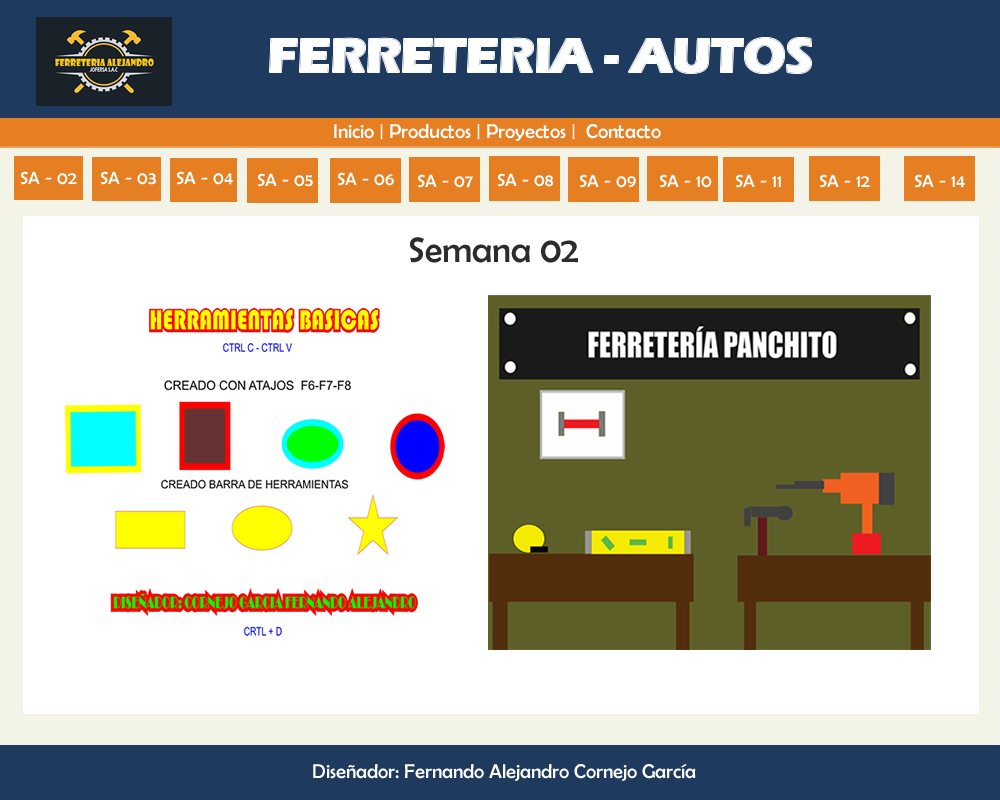 FERRETERIA ALEJANDRO
JOFERSA S.A.C
FERRETERIA - AUTOS
Inicio | Productos | Proyectos | Contacto
SA - 02 SA - 03 SA - 04 SA - 05 SA - 06 SA - 07 SA - 08 SA - 09 SA - 10 SA - 11 SA - 12 SA - 14
Semana 02
HERRAMIENTAS BASICAS
CTRL C - CTRL V
CREADO CON ATAJOS F6-F7-F8
CREADO BARRA DE HERRAMIENTAS
DISEÑADOR: CORNEJO GARCIA FERNANDO ALEJANDRO
CRTL + D
FERRETERÍA PANCHITO
Diseñador: Fernando Alejandro Cornejo García